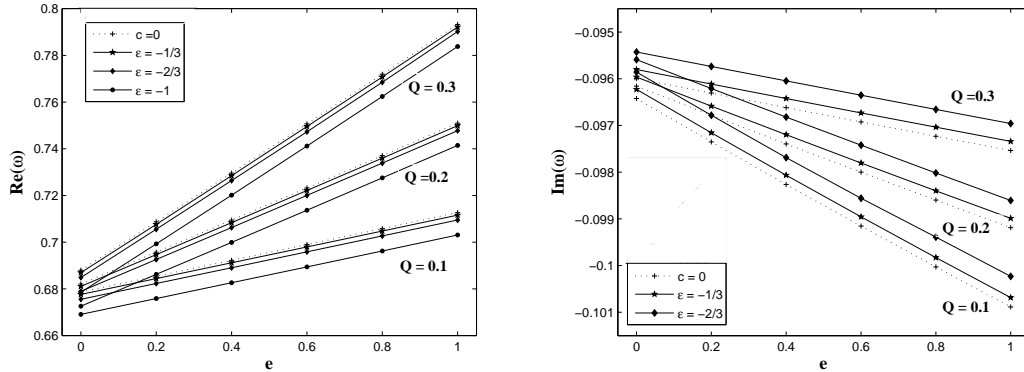 0.8
0.78
0.76
0.74
0.72
0.7
0.68
0.66
0 0.2 0.4 0.6 0.8 1
e
Re(ω)
c =0
ε = −1/3
ε = −2/3
ε = −1
Q = 0.3
Q =0.2
Q = 0.1
−0.095
−0.096
−0.097
−0.098
−0.099
−0.1
−0.101
0 0.2 0.4 0.6 0.8 1
e
Im(ω)
Q =0.3
Q = 0.2
Q = 0.1
c = 0
ε = −1/3
ε = −2/3